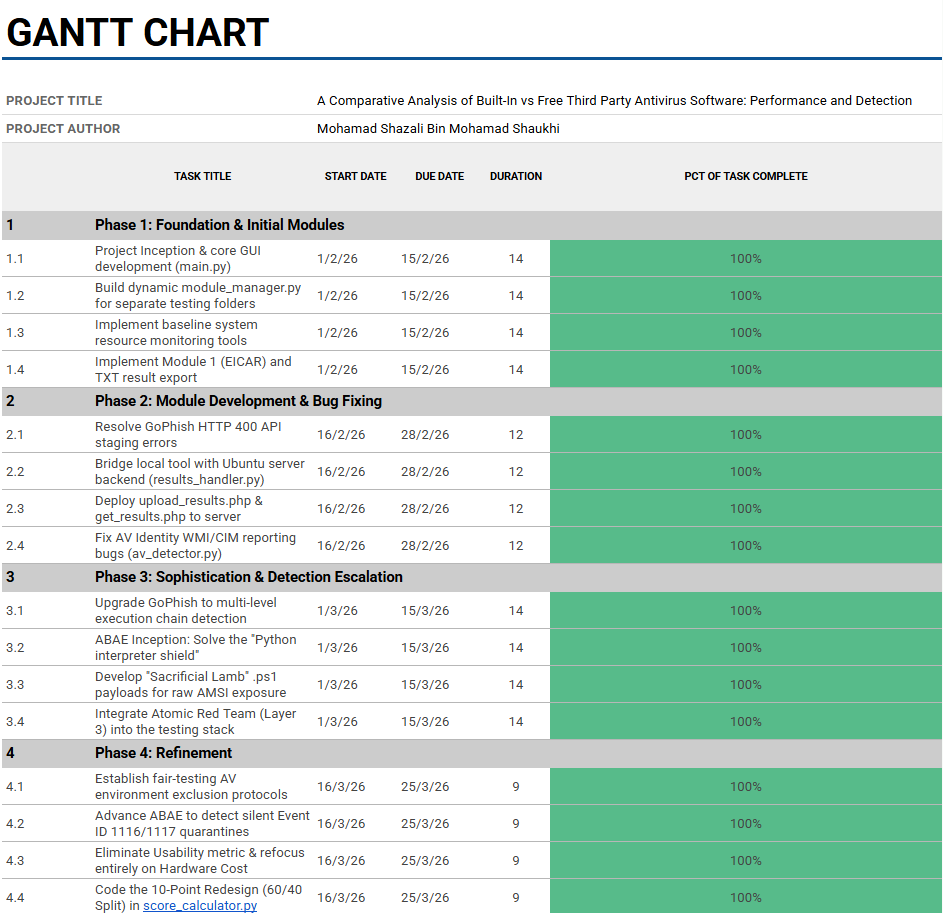 GANTT CHART
PROJECT TITLE A Comparative Analysis of Built-In vs Free Third Party Antivirus Software: Performance and Detection
PROJECT AUTHOR Mohamad Shazali Bin Mohamad Shaukhi
TASK TITLE START DATE DUE DATE DURATION PCT OF TASK COMPLETE
1 Phase 1: Foundation & Initial Modules
1.1 Project Inception & core GUI
development (main.py) 1/2/26 15/2/26 14 100%
1.2 Build dynamic module_manager.py
for separate testing folders 1/2/26 15/2/26 14 100%
1.3 Implement baseline system
resource monitoring tools 1/2/26 15/2/26 14 100%
1.4 Implement Module 1 (EICAR) and
TXT result export 1/2/26 15/2/26 14 100%
2 Phase 2: Module Development & Bug Fixing
2.1 Resolve GoPhish HTTP 400 API
staging errors 16/2/26 28/2/26 12 100%
2.2 Bridge local tool with Ubuntu server
backend (results_handler.py) 16/2/26 28/2/26 12 100%
2.3 Deploy upload_results.php &
get_results.php to server 16/2/26 28/2/26 12 100%
2.4 Fix AV Identity WMI/CIM reporting
bugs (av_detector.py) 16/2/26 28/2/26 12 100%
3 Phase 3: Sophistication & Detection Escalation
3.1 Upgrade GoPhish to multi-level
execution chain detection 1/3/26 15/3/26 14 100%
3.2 ABAE Inception: Solve the "Python
interpreter shield" 1/3/26 15/3/26 14 100%
3.3 Develop "Sacrificial Lamb" .ps1
payloads for raw AMSI exposure 1/3/26 15/3/26 14 100%
3.4 Integrate Atomic Red Team (Layer
3) into the testing stack 1/3/26 15/3/26 14 100%
4 Phase 4: Refinement
4.1 Establish fair-testing AV
environment exclusion protocols 16/3/26 25/3/26 9 100%
4.2 Advance ABAE to detect silent Event
ID 1116/1117 quarantines 16/3/26 25/3/26 9 100%
4.3 Eliminate Usability metric & refocus
entirely on Hardware Cost 16/3/26 25/3/26 9 100%
4.4 Code the 10-Point Redesign (60/40
Split) in score_calculator.py 16/3/26 25/3/26 9 100%